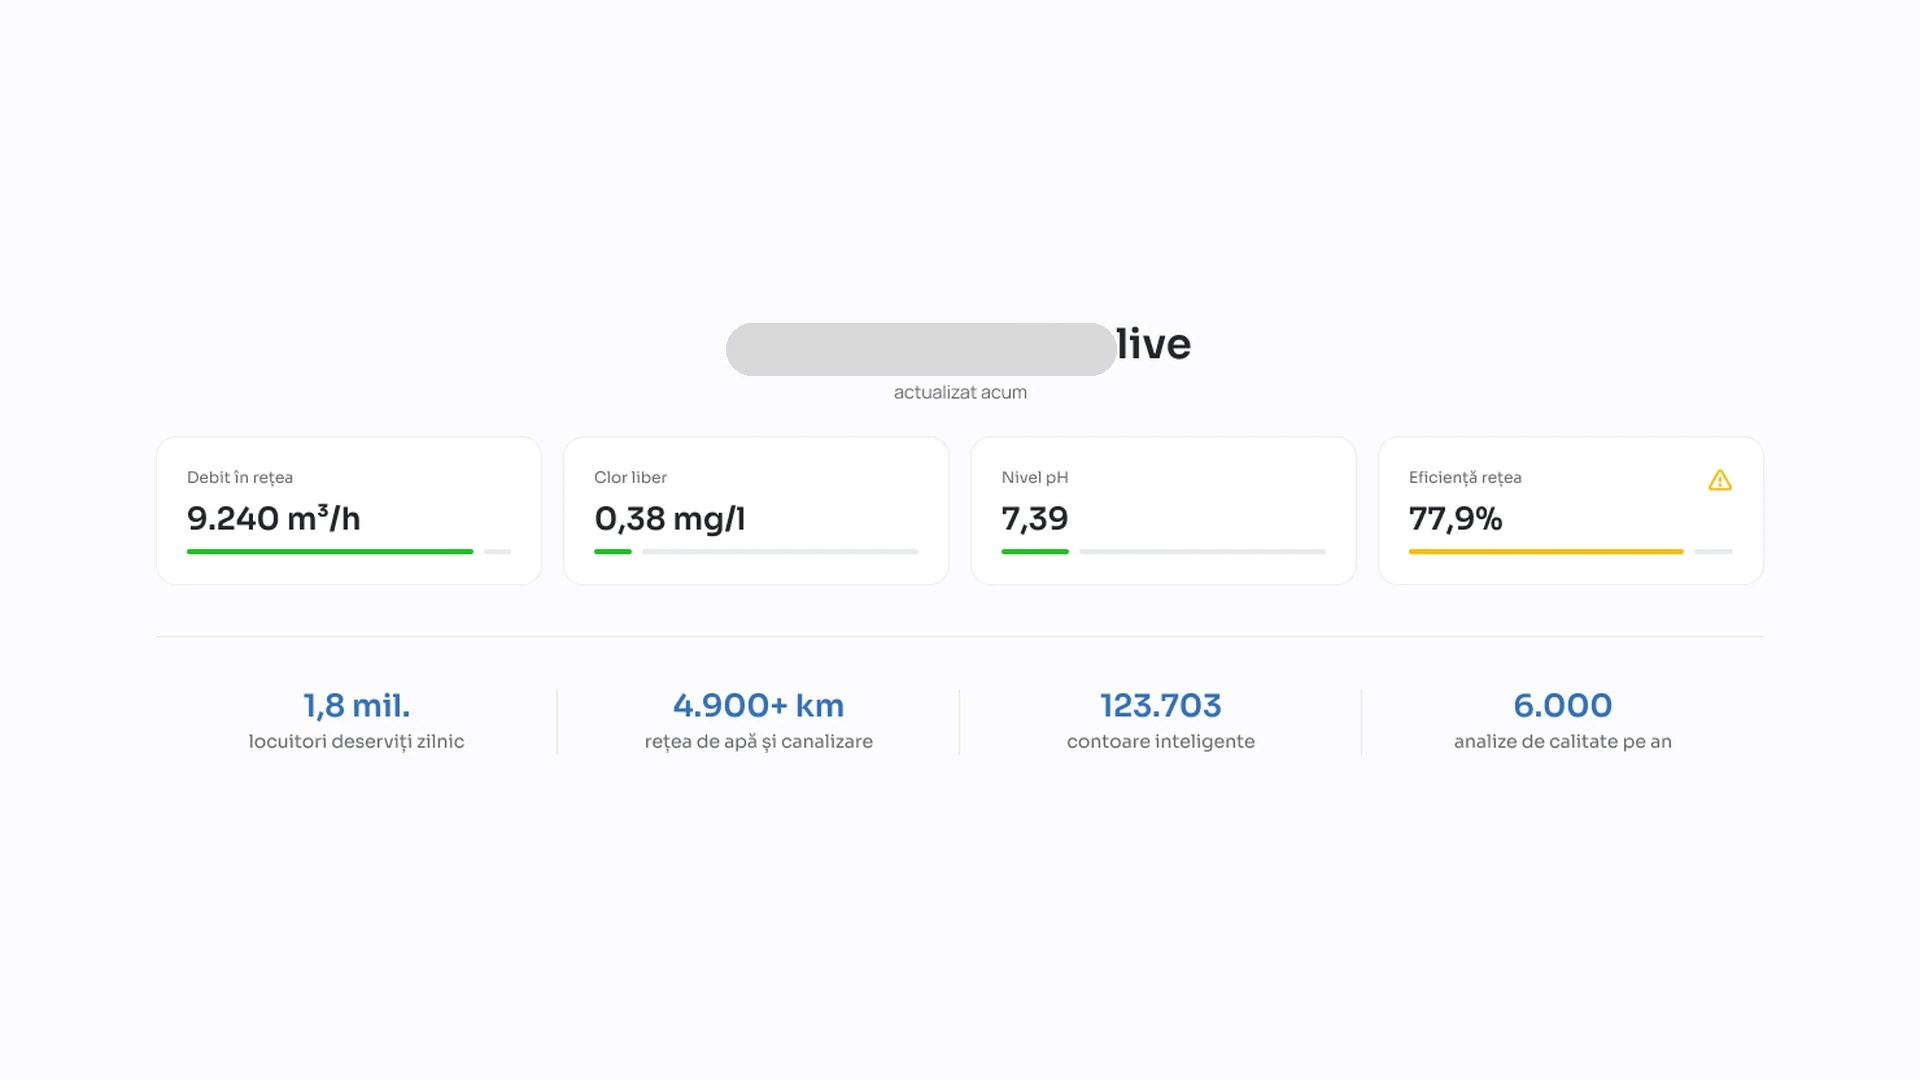 live
actualizat acum
Debit în rețea
9.240 m³/h
Clor liber
0,38 mg/l
Nivel pH
7,39
Eficiență rețea
77,9%
1,8 mil.
locuitori deserviți zilnic
4.900+ km
rețea de apă și canalizare
123.703
contoare inteligente
6.000
analize de calitate pe an